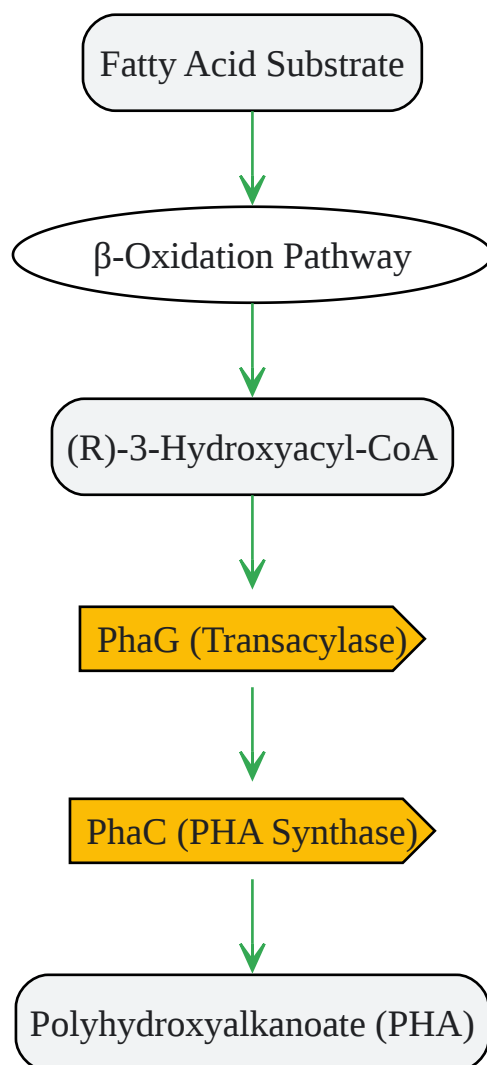 Fatty Acid Substrate
β-Oxidation Pathway
(R)-3-Hydroxyacyl-CoA
PhaG (Transacylase)
PhaC (PHA Synthase)
Polyhydroxyalkanoate (PHA)